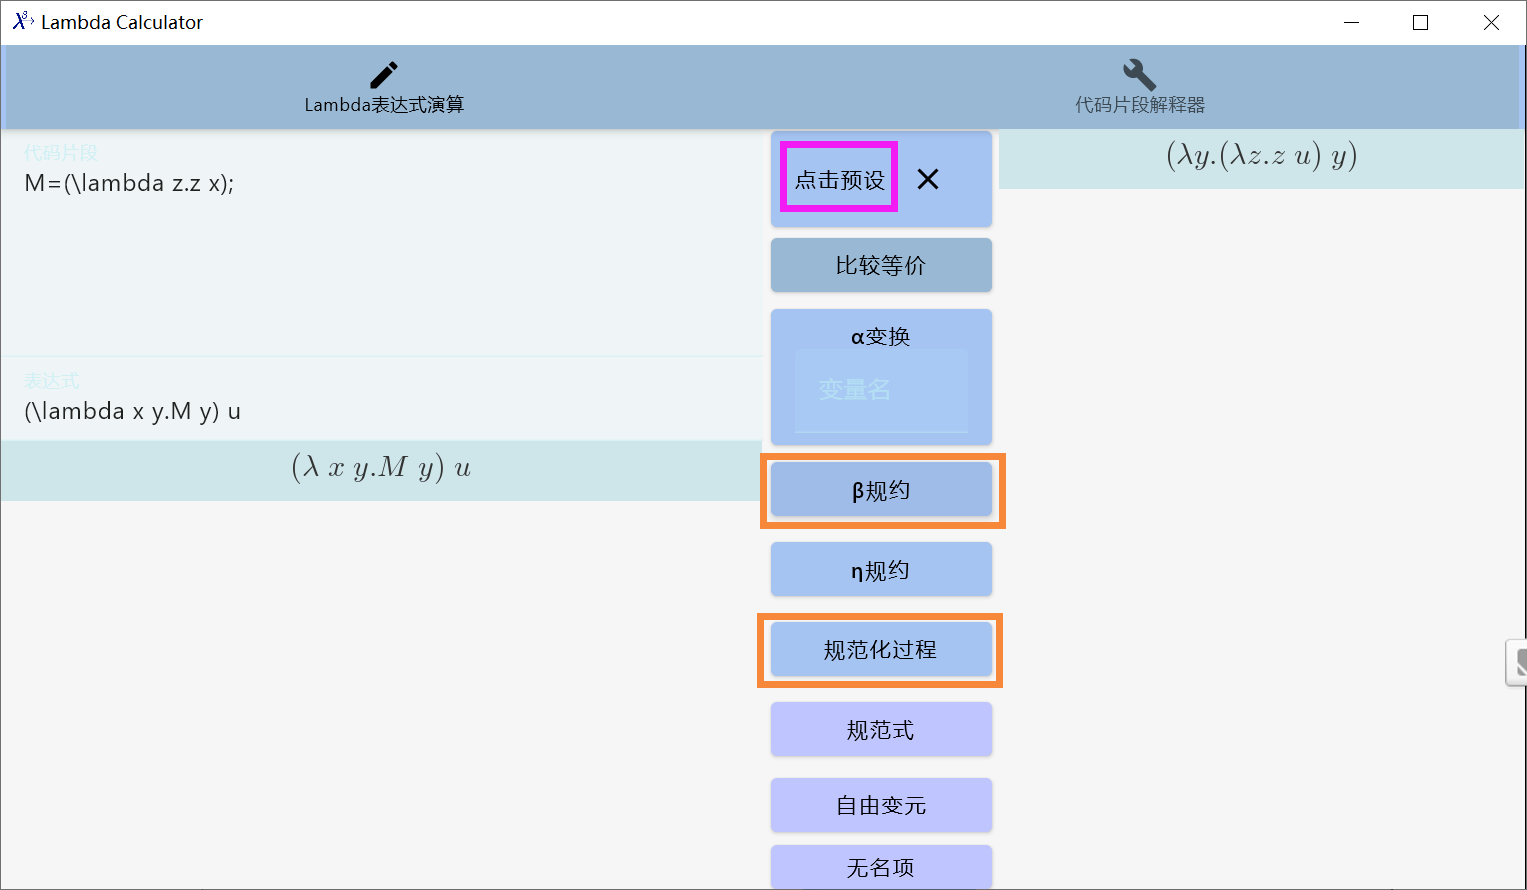 Lambda Calculator
Lambda表达式演算
代码片段解释器
代码片段
M=(\lambda z.z x);
表达式
(\lambda x y.M y) u
(λ x y.M y) u
点击预设
比较等价
α变换
变量名
β规约
η规约
规范化过程
规范式
自由变元
无名项
(λy.(λz.z u) y)